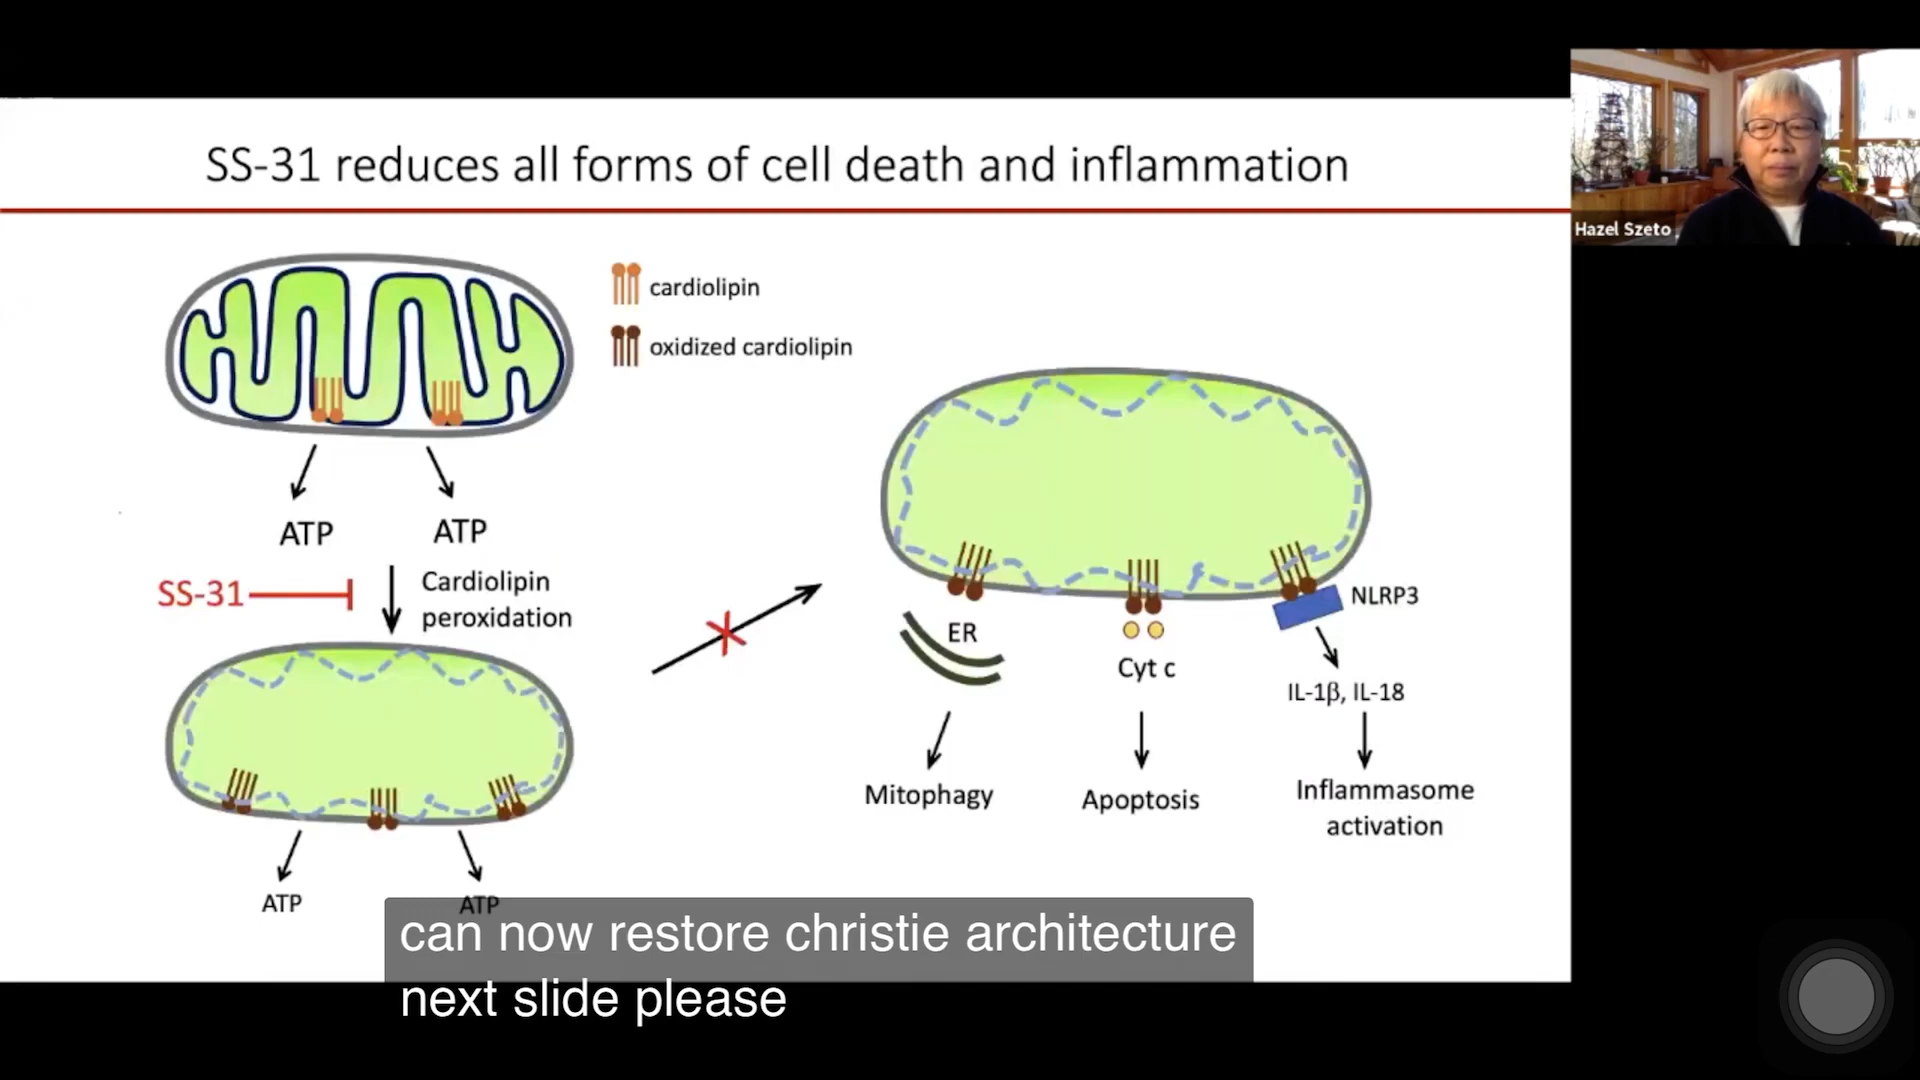 SS-31 reduces all forms of cell death and inflammation
Hazel Szeto
cardiolipin
oxidized cardiolipin
ATP
ATP
SS-31
Cardiolipin
peroxidation
ATP
ATP
ER
Cyt c
NLRP3
IL-1β, IL-18
Mitophagy
Apoptosis
Inflammasome
activation
can now restore christie architecture
next slide please